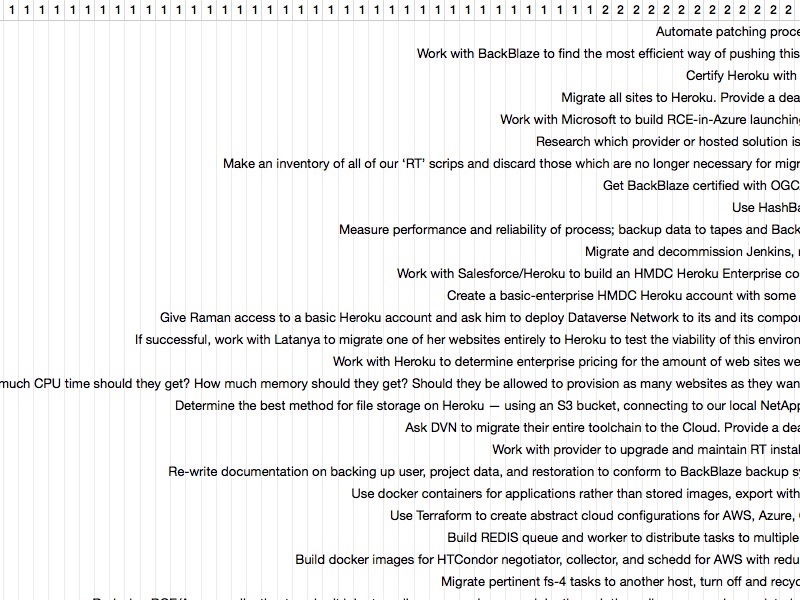 1 1 1 1 1 1 1 1 1 1 1 1 1 1 1 1 1 1 1 1 1 1 1 1 1 1 1 1 1 1 1 1 1 1 1 1 1 1 1 2 2 2 2 2 2 2 2 2 2 2 2 2
Automate patching proce
Work with BackBlaze to find the most efficient way of pushing this
Certify Heroku with
Migrate all sites to Heroku. Provide a dea
Work with Microsoft to build RCE-in-Azure launching
Research which provider or hosted solution is
Make an inventory of all of our ‘RT’ scrips and discard those which are no longer necessary for migr
Get BackBlaze certified with OGC
Use HashBa
Measure performance and reliability of process; backup data to tapes and Back
Migrate and decommission Jenkins,
Work with Salesforce/Heroku to build an HMDC Heroku Enterprise co
Create a basic-enterprise HMDC Heroku account with some
Give Raman access to a basic Heroku account and ask him to deploy Dataverse Network to its and its compor
If successful, work with Latanya to migrate one of her websites entirely to Heroku to test the viability of this environ
Work with Heroku to determine enterprise pricing for the amount of web sites we
much CPU time should they get? How much memory should they get? Should they be allowed to provision as many websites as they wan
Determine the best method for file storage on Heroku — using an S3 bucket, connecting to our local NetApp
Ask DVN to migrate their entire toolchain to the Cloud. Provide a dea
Work with provider to upgrade and maintain RT instal
Re-write documentation on backing up user, project data, and restoration to conform to BackBlaze backup sy
Use docker containers for applications rather than stored images, export with
Use Terraform to create abstract cloud configurations for AWS, Azure,
Build REDIS queue and worker to distribute tasks to multiple
Build docker images for HTCondor negotiator, collector, and schedd for AWS with redu
Migrate pertinent fs-4 tasks to another host, turn off and recyc